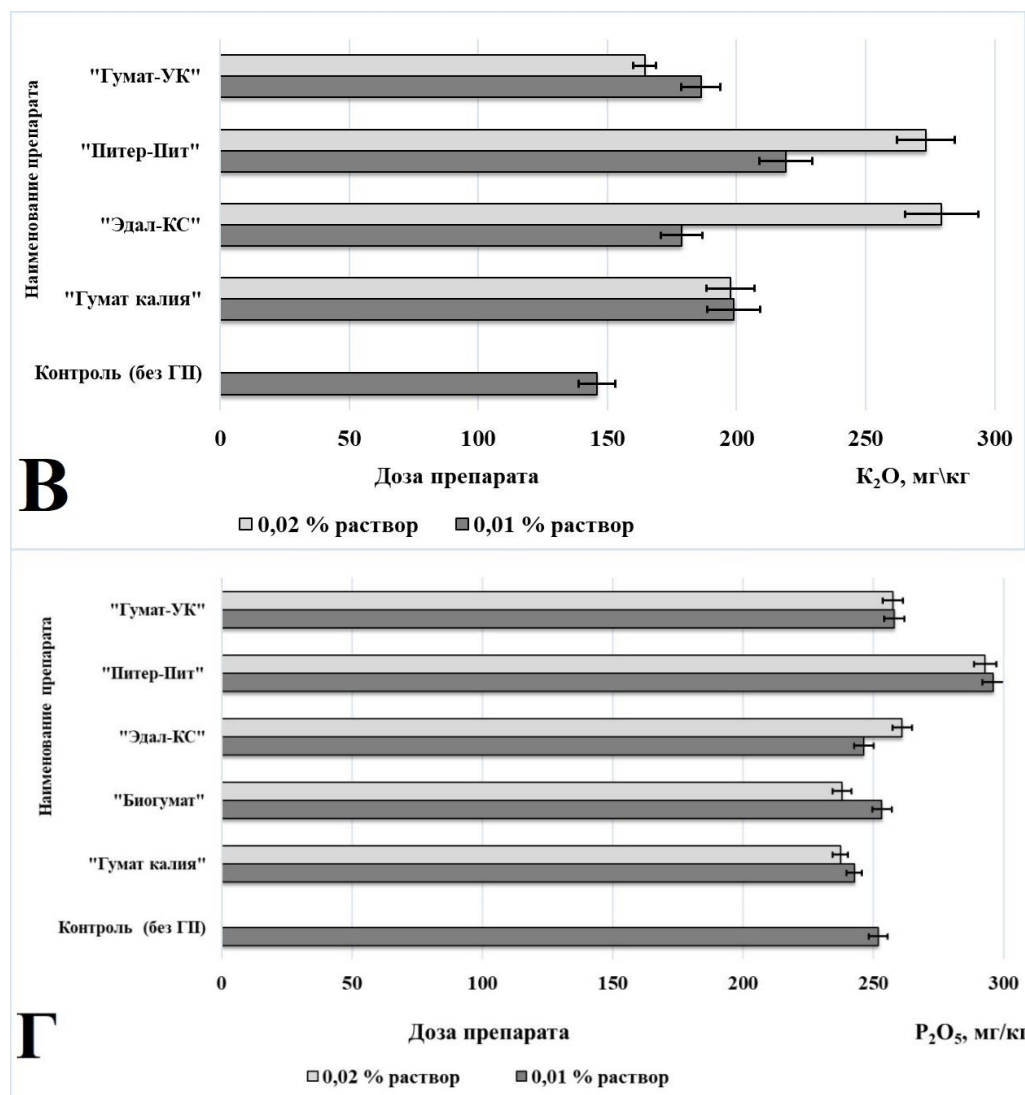 Наименование препарата
"Гумат-УК"
"Питер-Пит"
"Эдал-КС"
"Гумат калия"
Контроль (без ГП)
0 50 100 150 200 250 300
Доза препарата K₂O, мг\кг
В
0,02 % раствор 0,01 % раствор
Наименование препарата
"Гумат-УК"
"Питер-Пит"
"Эдал-КС"
"Биогумат"
"Гумат калия"
Контроль (без ГП)
0 50 100 150 200 250 300
Доза препарата P₂O₅, мг/кг
Г
0,02 % раствор 0,01 % раствор